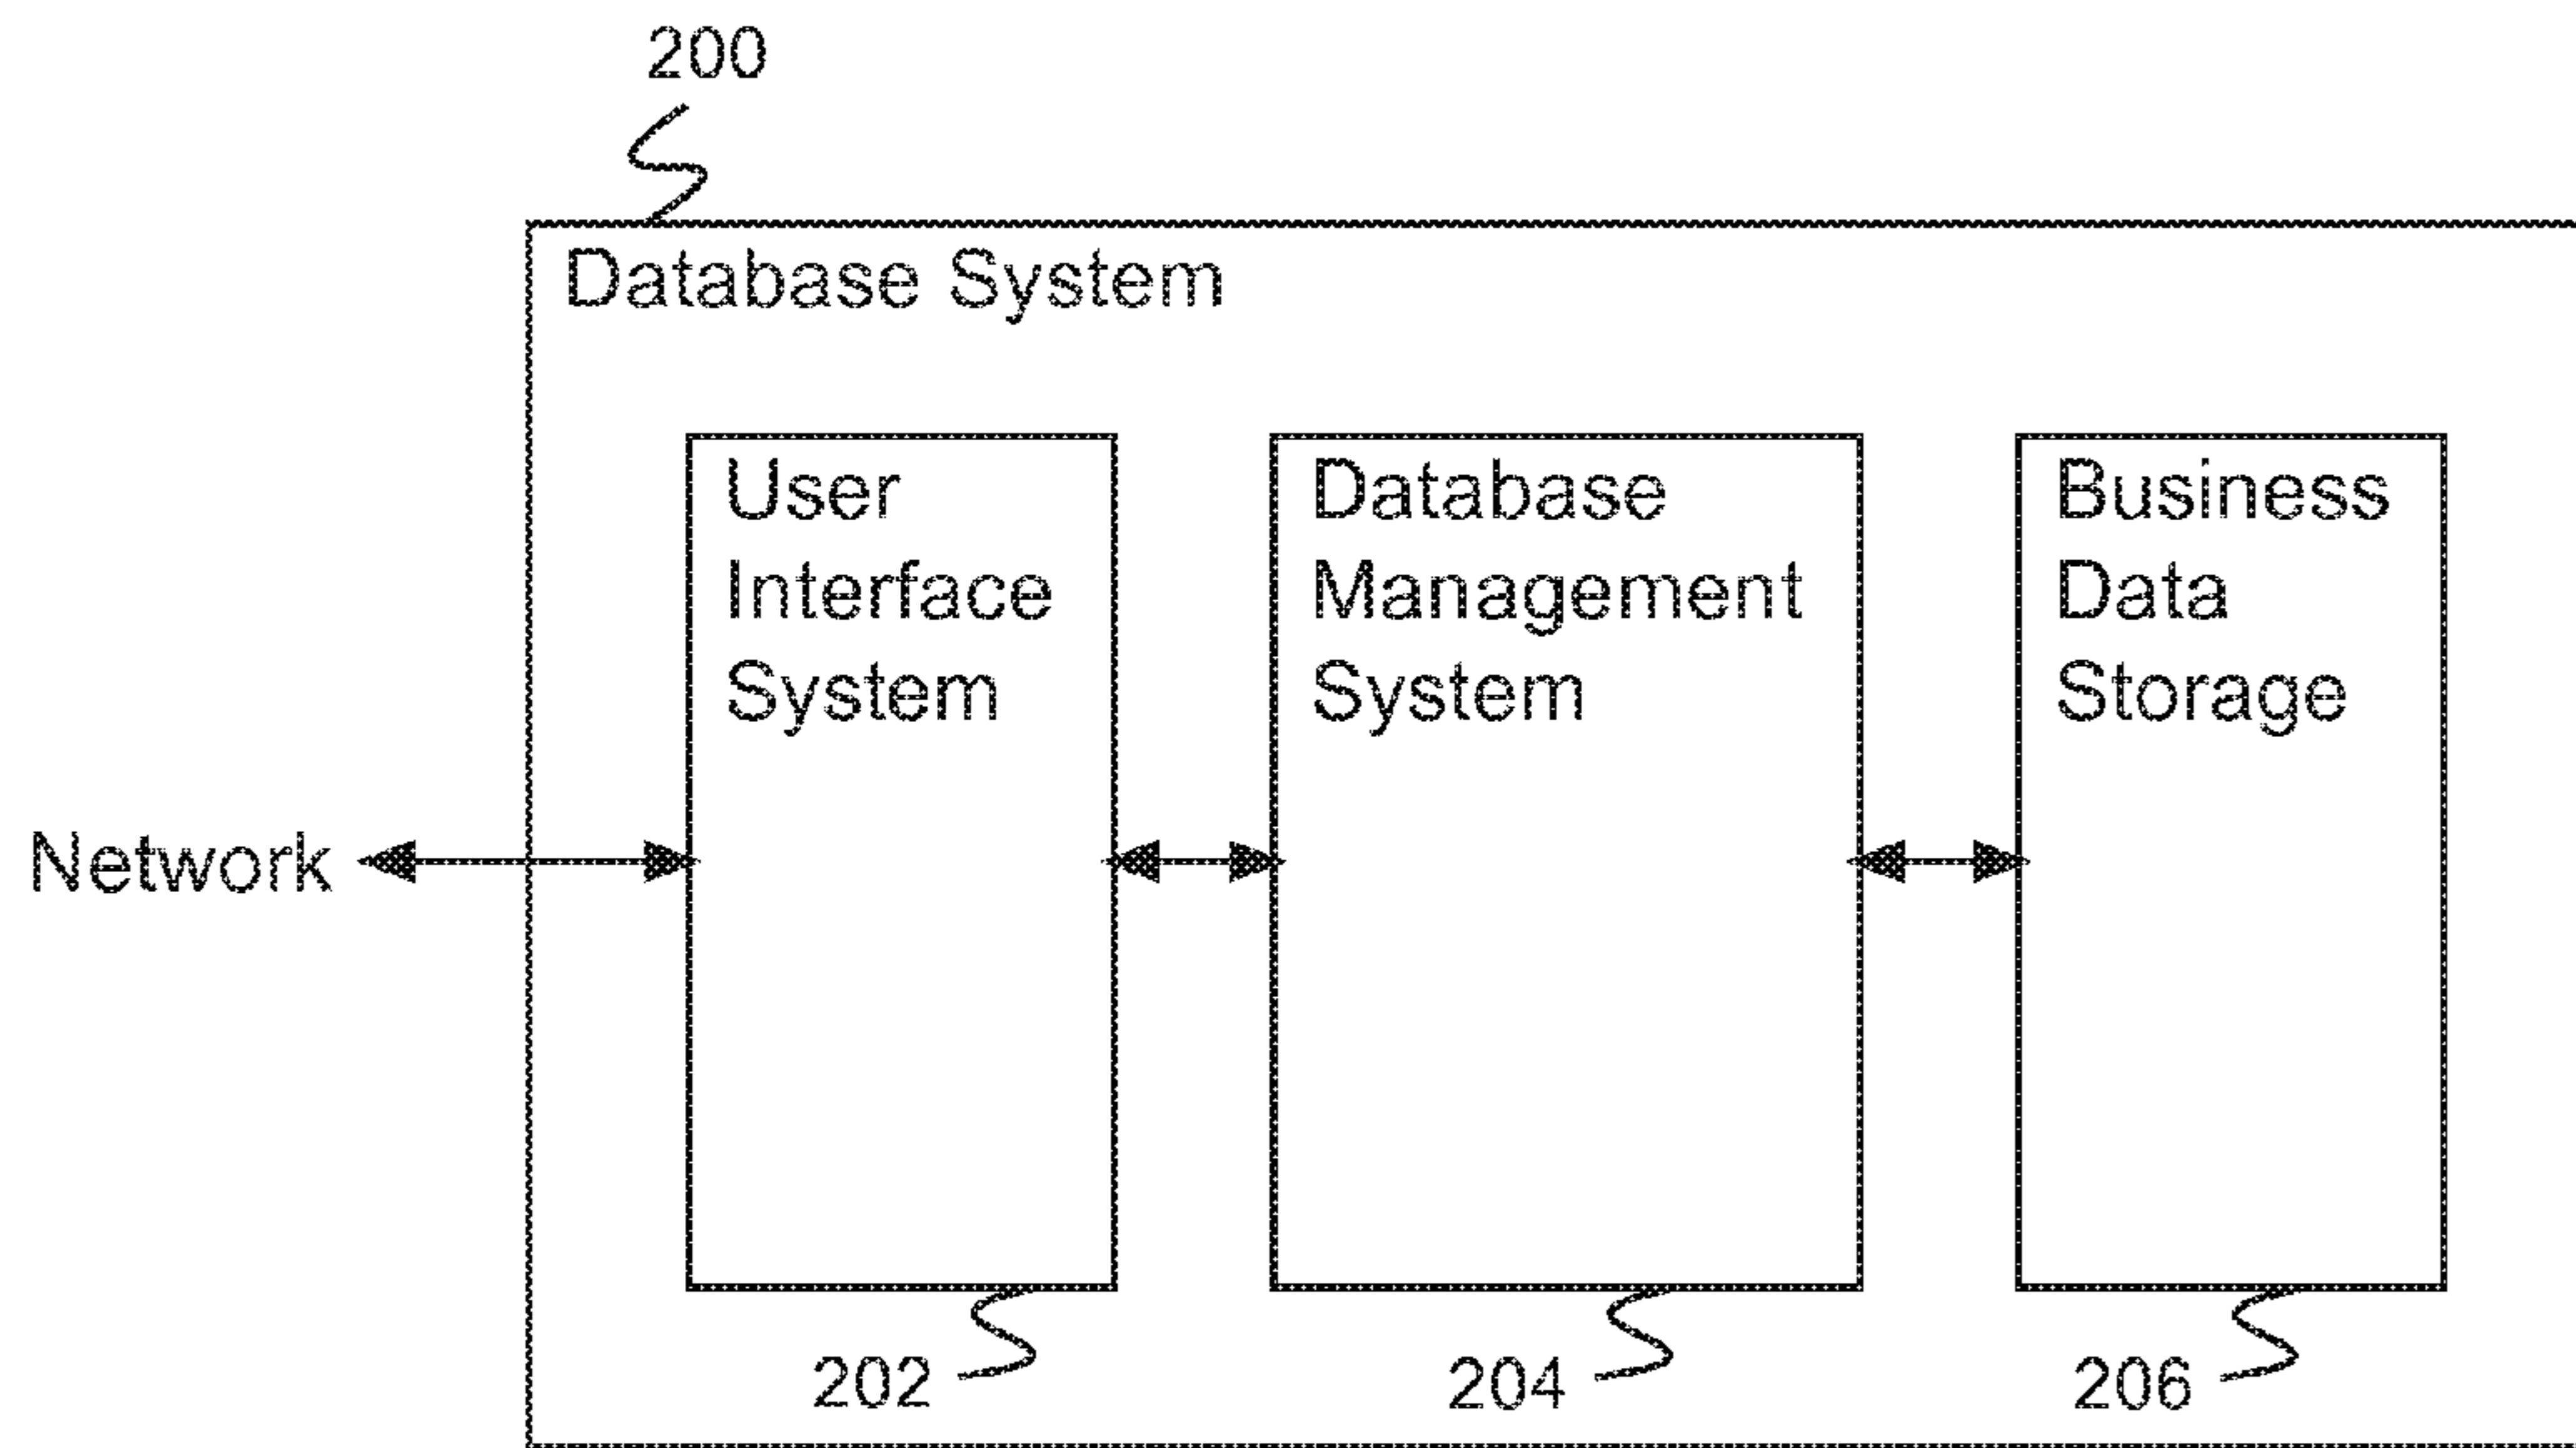 200
Database System
User
Interface
System
Database
Management
System
Business
Data
Storage
Network
202
204
206